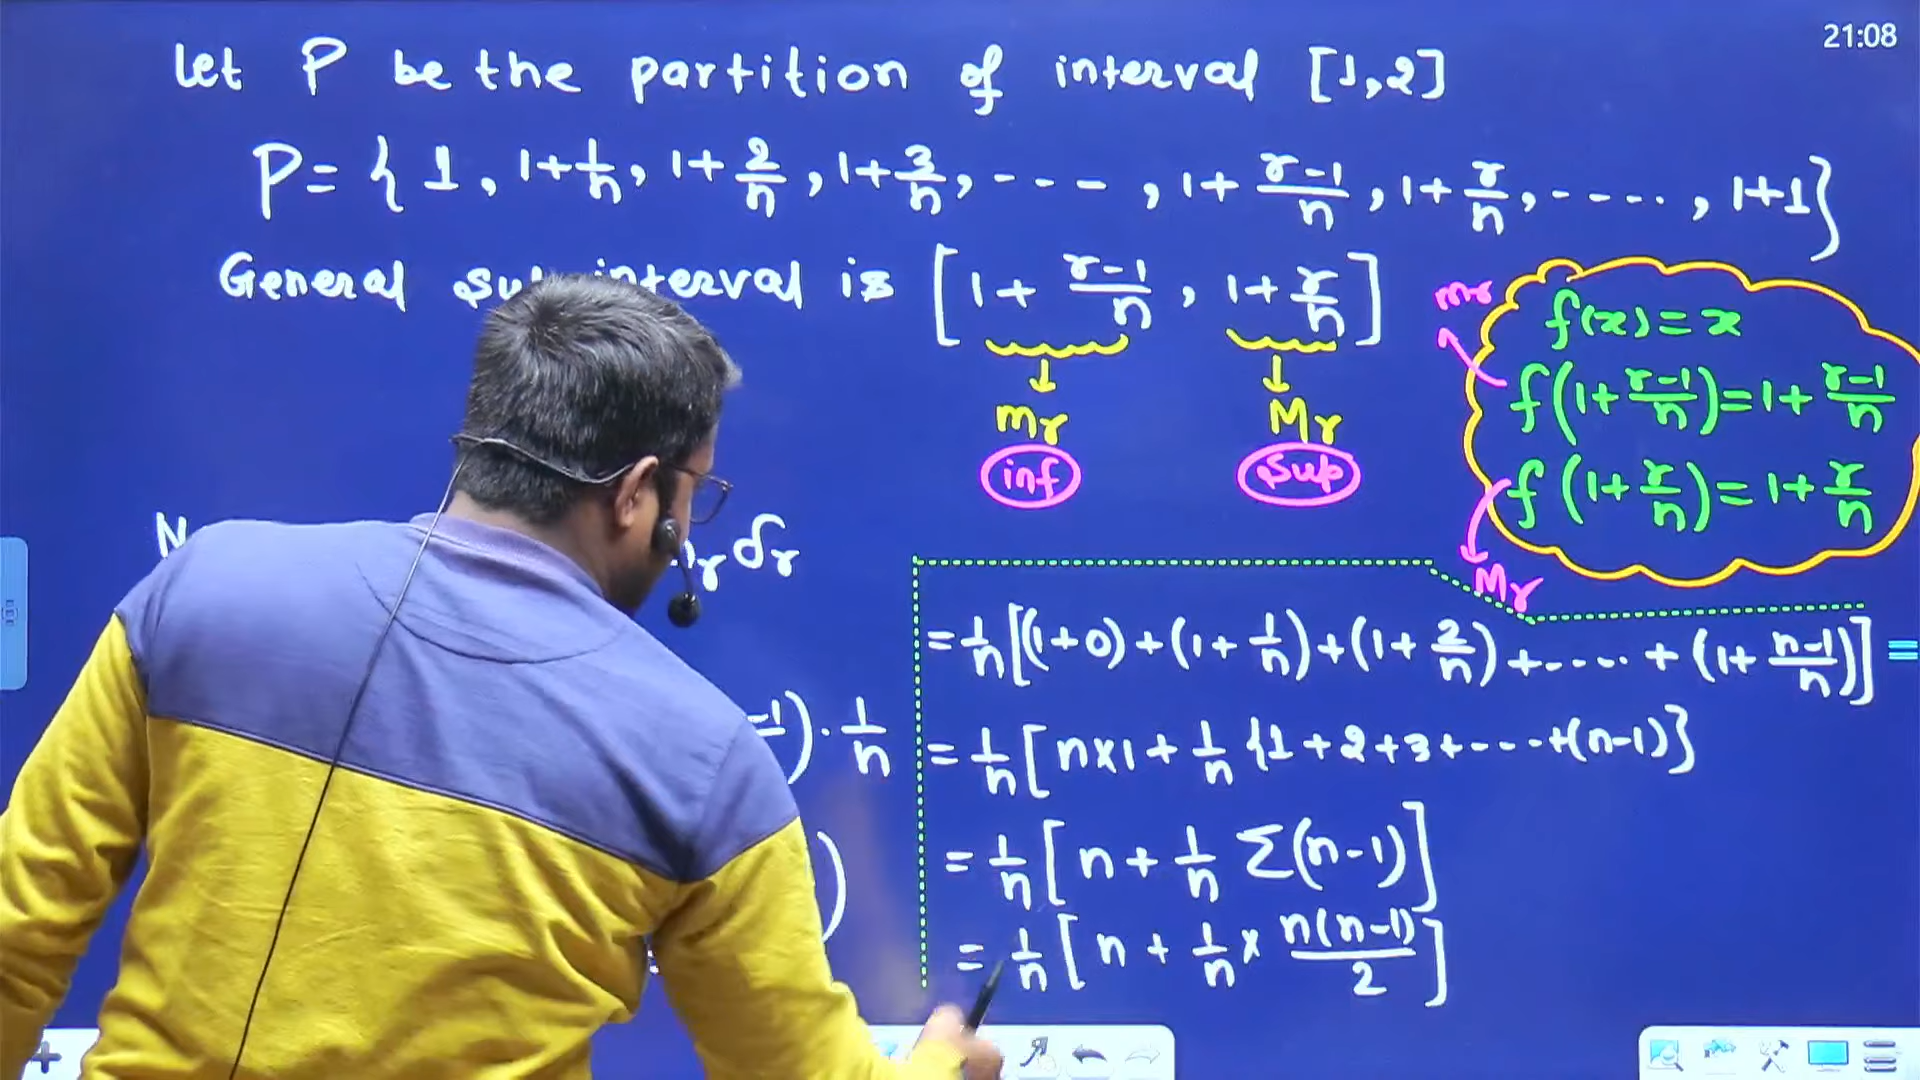 21:08
Let P be the partition of interval [1,2]
P= { 1, 1+1/n, 1+2/n, 1+3/n, - - - -, 1+(r-1)/n, 1+r/n, - - - - ., 1+1}
General interval is [1+(r-1)/n, 1+r/n]
mr Mr
inf Sup
mr
f(x)=x
f(1+(r-1)/n)=1+(r-1)/n
f(1+r/n)=1+r/n
Mr
r δr
=1/n[(1+0)+(1+1/n)+(1+2/n)+----+(1+(n-1)/n)] =
-1/ )·1/n
=1/n[n×1+1/n{1+2+3+---+(n-1)}
)
=1/n[n+1/n Σ(n-1)]
=1/n[n+1/n× n(n-1)/2]